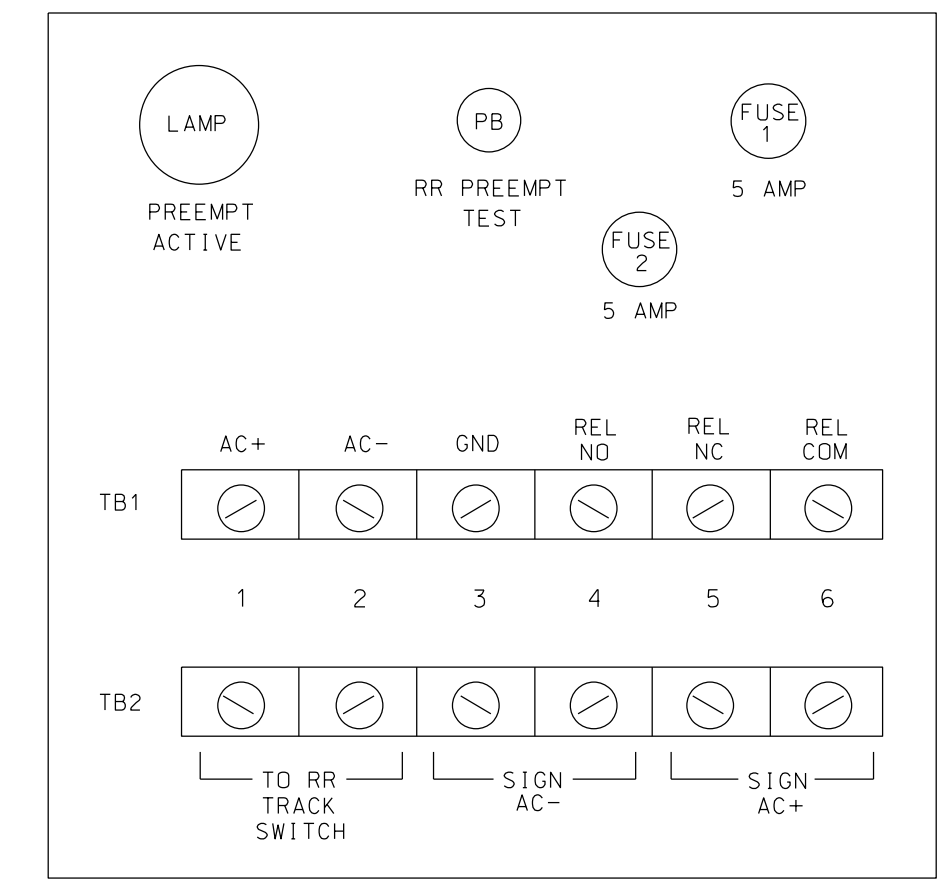 LAMP
PREEMPT
ACTIVE
PB
RR PREEMPT
TEST
FUSE
1
5 AMP
FUSE
2
5 AMP
AC+
AC-
GND
REL
NO
REL
NC
REL
COM
TB1
1 2 3 4 5 6
TB2
TO RR
TRACK
SWITCH
SIGN
AC-
SIGN
AC+